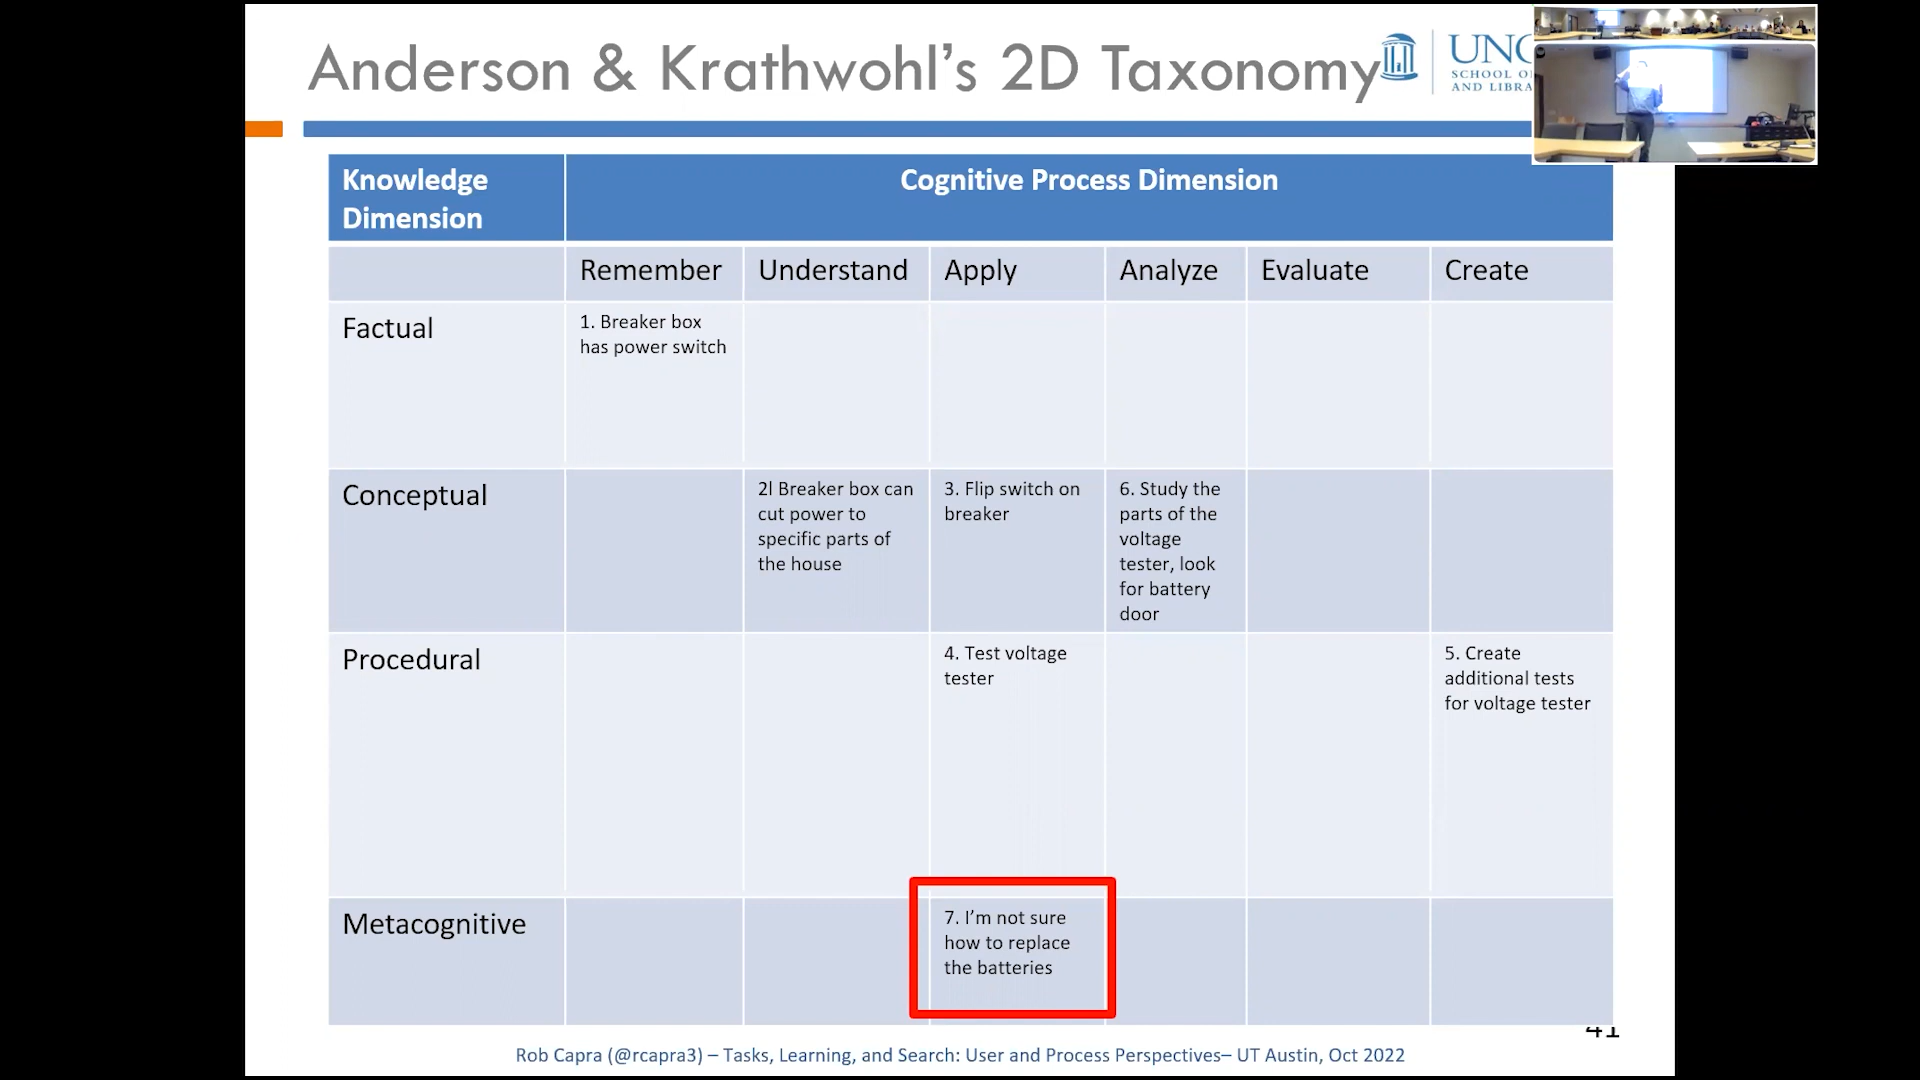 Anderson & Krathwohl's 2D Taxonomy
UNC
SCHOOL O
AND LIBRA
Knowledge
Dimension
Cognitive Process Dimension
Remember
Understand
Apply
Analyze
Evaluate
Create
Factual
1. Breaker box
has power switch
Conceptual
2l Breaker box can
cut power to
specific parts of
the house
3. Flip switch on
breaker
6. Study the
parts of the
voltage
tester, look
for battery
door
Procedural
4. Test voltage
tester
5. Create
additional tests
for voltage tester
Metacognitive
7. I'm not sure
how to replace
the batteries
41
Rob Capra (@rcapra3) – Tasks, Learning, and Search: User and Process Perspectives– UT Austin, Oct 2022